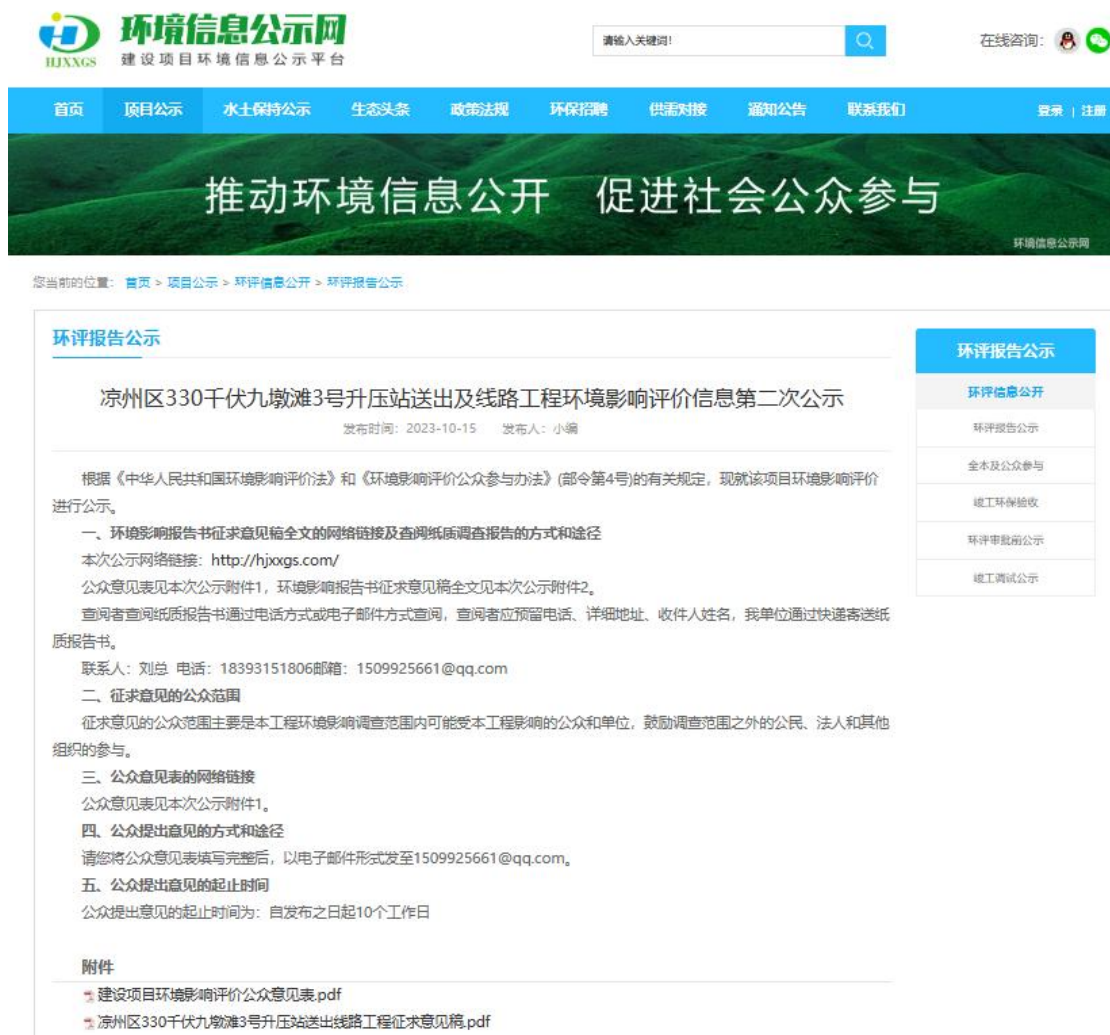 环境信息公示网
HJXXGS
建设项目环境信息公示平台
请输入关键词!
在线咨询:
首页 项目公示 水土保持公示 生态头条 政策法规 环保招聘 供需对接 通知公告 联系我们 登录 | 注册
推动环境信息公开 促进社会公众参与
环境信息公示网
您当前的位置: 首页 > 项目公示 > 环评信息公开 > 环评报告公示
环评报告公示
凉州区330千伏九墩滩3号升压站送出及线路工程环境影响评价信息第二次公示
发布时间: 2023-10-15 发布人: 小编
根据《中华人民共和国环境影响评价法》和《环境影响评价公众参与办法》(部令第4号)的有关规定，现就该项目环境影响评价
进行公示。
一、环境影响报告书征求意见稿全文的网络链接及查阅纸质调查报告的方式和途径
本次公示网络链接: http://hjxxgs.com/
公众意见表见本次公示附件1，环境影响报告书征求意见稿全文见本次公示附件2。
查阅者查阅纸质报告书通过电话方式或电子邮件方式查阅，查阅者应预留电话、详细地址、收件人姓名，我单位通过快递寄送纸
质报告书。
联系人: 刘总 电话: 18393151806邮箱: 1509925661@qq.com
二、征求意见的公众范围
征求意见的公众范围主要是本工程环境影响调查范围内可能受本工程影响的公众和单位，鼓励调查范围之外的公民、法人和其他
组织的参与。
三、公众意见表的网络链接
公众意见表见本次公示附件1。
四、公众提出意见的方式和途径
请您将公众意见表填写完整后，以电子邮件形式发至1509925661@qq.com。
五、公众提出意见的起止时间
公众提出意见的起止时间为: 自发布之日起10个工作日
附件
建设项目环境影响评价公众意见表.pdf
凉州区330千伏九墩滩3号升压站送出线路工程征求意见稿.pdf
环评报告公示
环评信息公开
环评报告公示
全本及公众参与
竣工环保验收
环评审批前公示
竣工调试公示